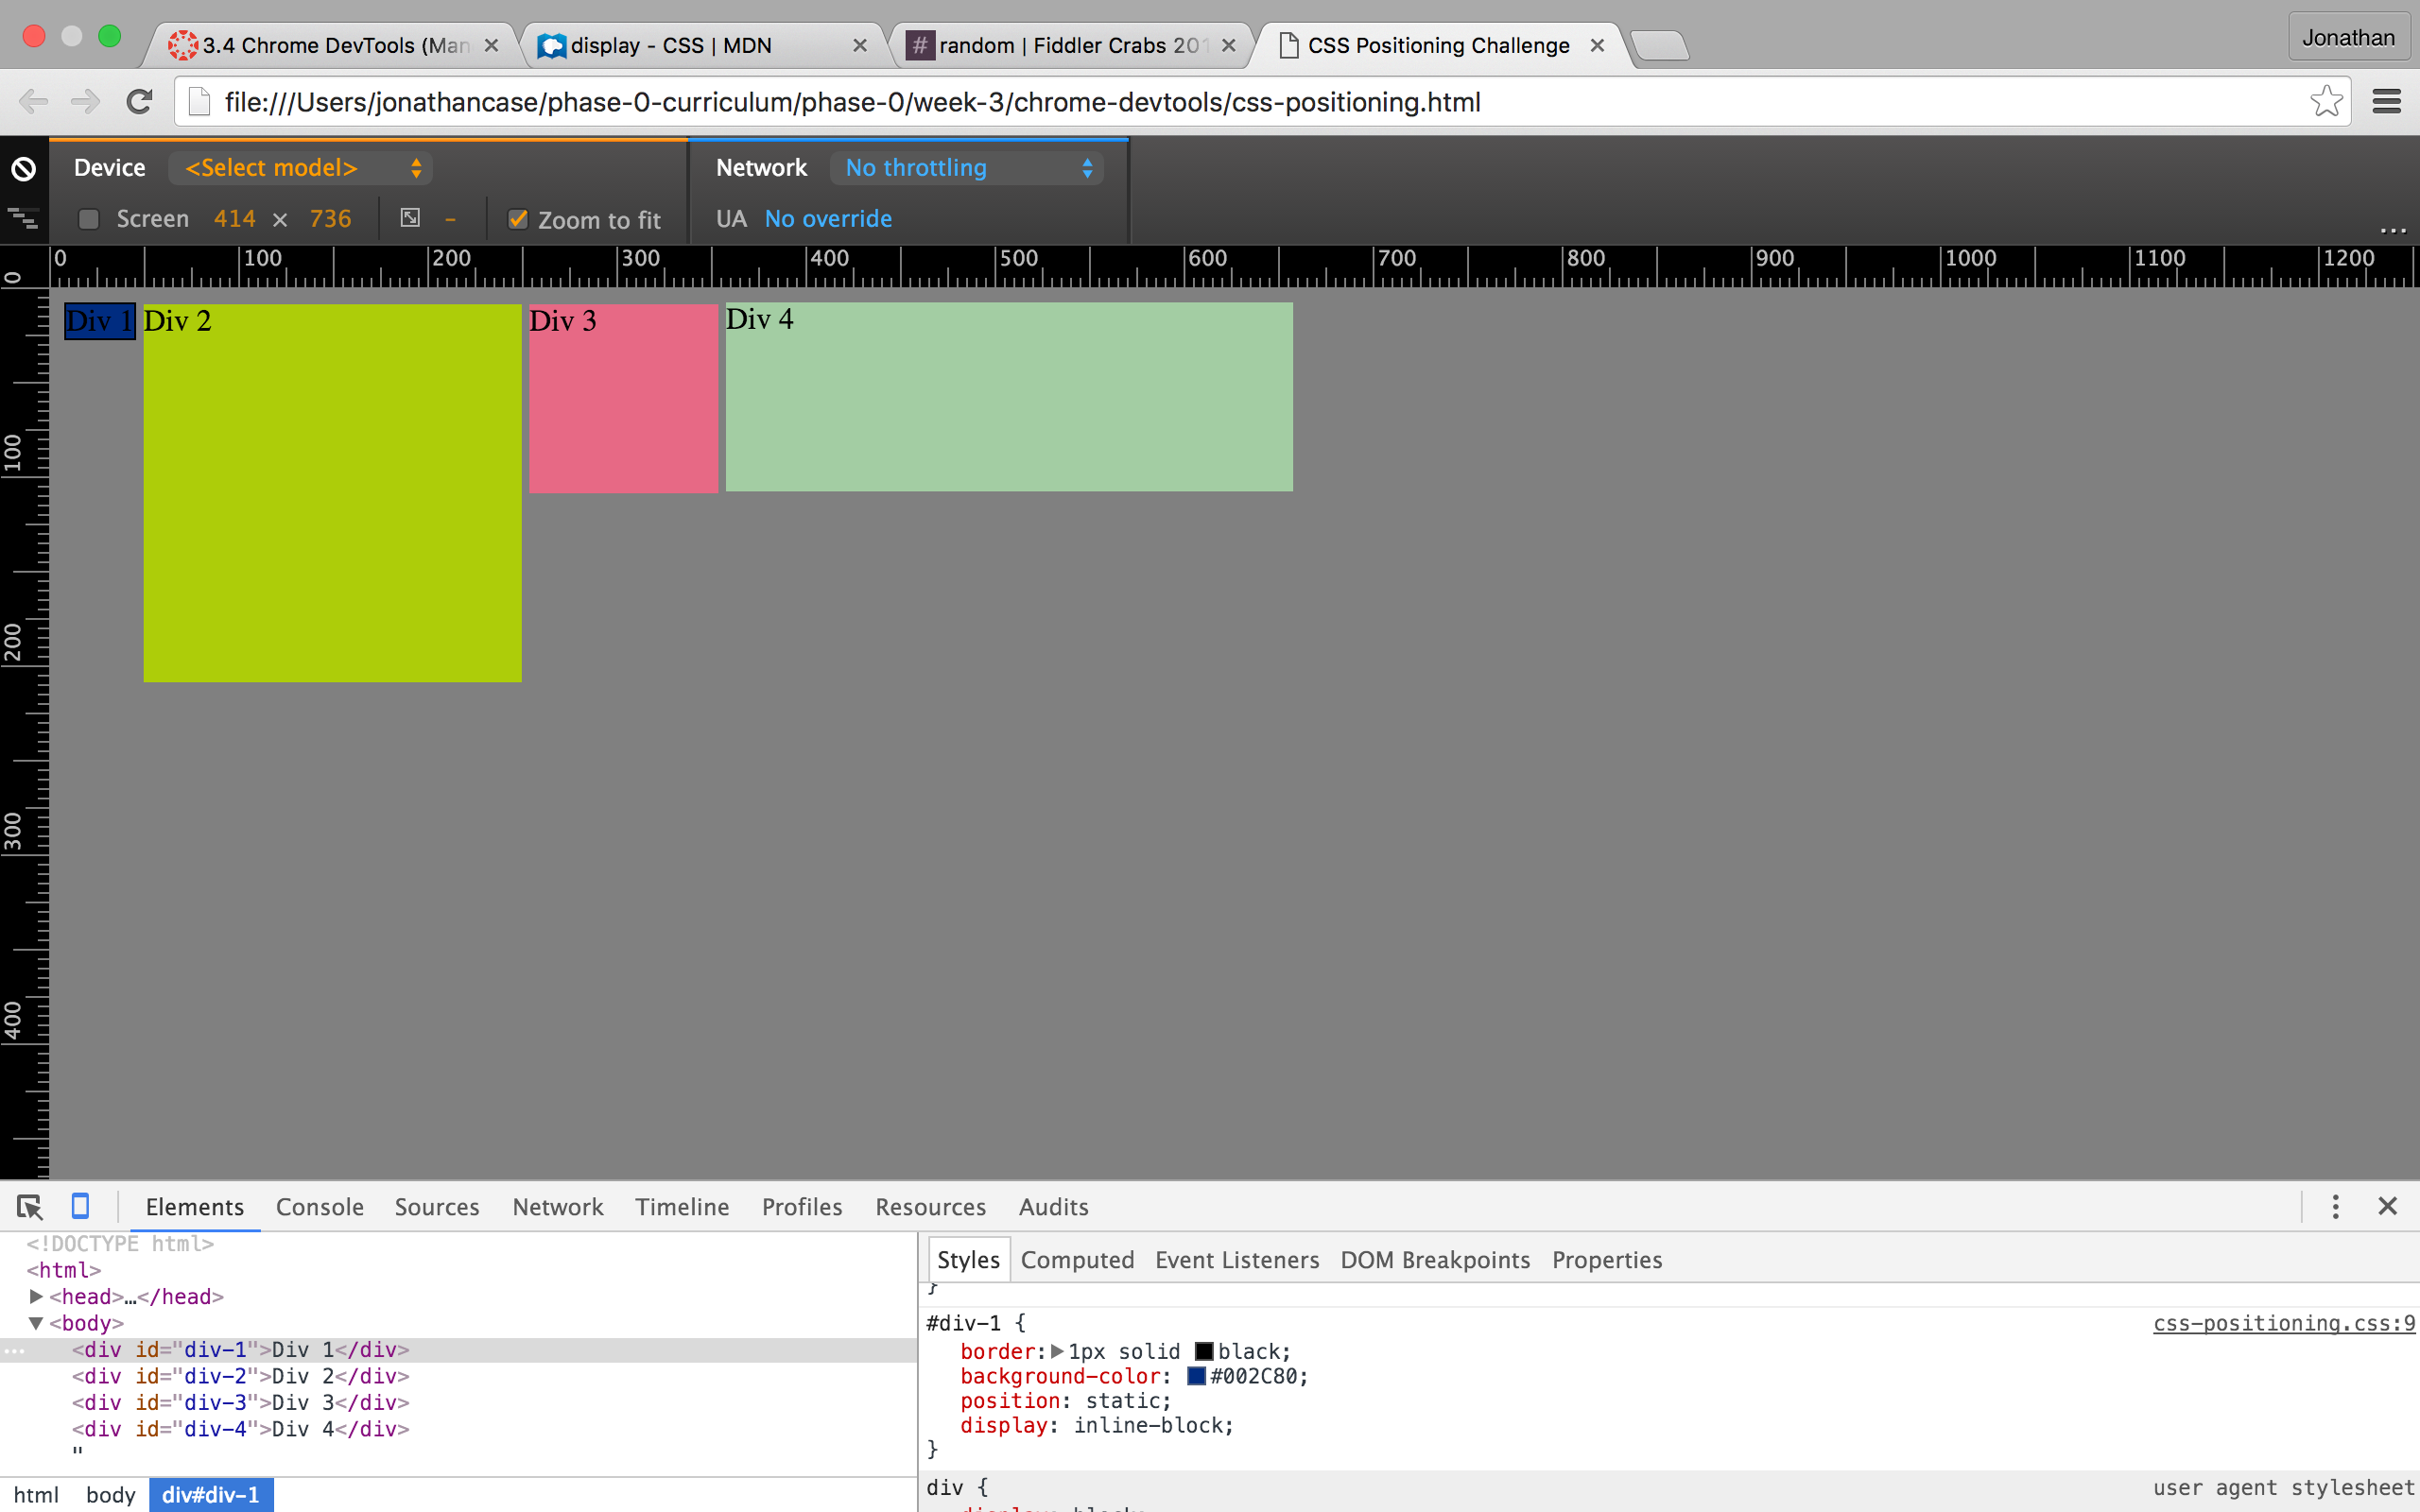 3.4 Chrome DevTools (Man
display - CSS | MDN
# random | Fiddler Crabs 201
CSS Positioning Challenge
Jonathan
file:///Users/jonathancase/phase-0-curriculum/phase-0/week-3/chrome-devtools/css-positioning.html
Device <Select model>
Network No throttling
Screen 414 × 736 - Zoom to fit
UA No override
...
0 100 200 300 400 500 600 700 800 900 1000 1100 1200
0
100
200
300
400
Div 1
Div 2
Div 3
Div 4
Elements Console Sources Network Timeline Profiles Resources Audits
<!DOCTYPE html>
<html>
<head>…</head>
<body>
<div id="div-1">Div 1</div>
<div id="div-2">Div 2</div>
<div id="div-3">Div 3</div>
<div id="div-4">Div 4</div>
"
html body div#div-1
Styles Computed Event Listeners DOM Breakpoints Properties
}
#div-1 { css-positioning.css:9
border: 1px solid black;
background-color: #002C80;
position: static;
display: inline-block;
}
div { user agent stylesheet